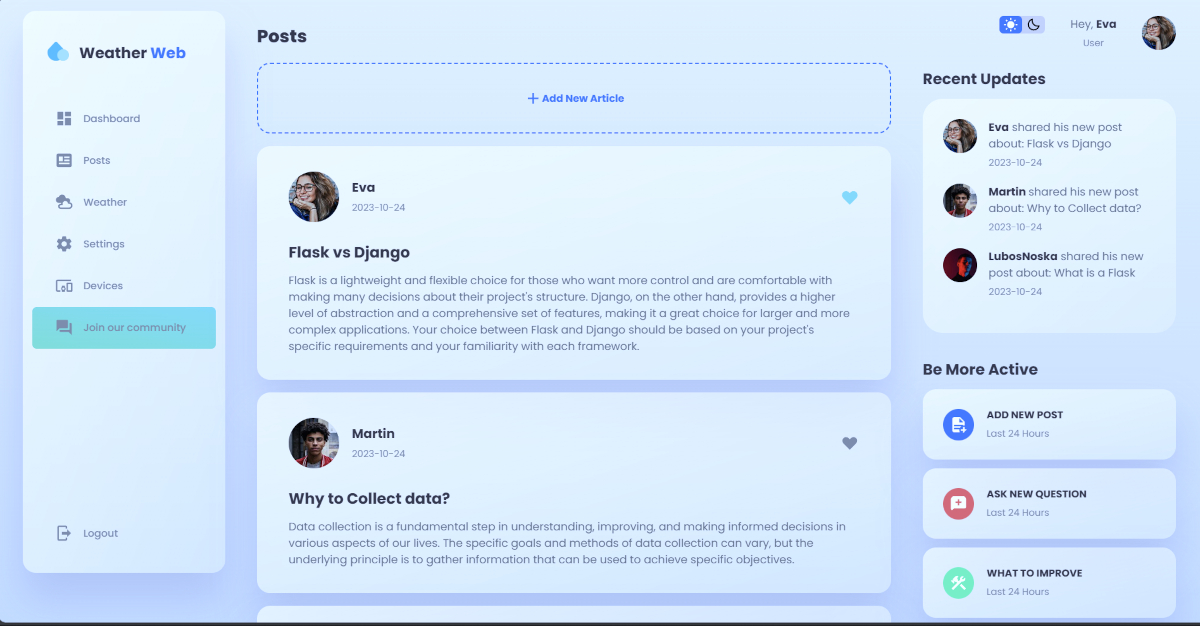 Weather Web
Dashboard
Posts
Weather
Settings
Devices
Join our community
Logout
Posts
Add New Article
Eva
2023-10-24
Flask vs Django
Flask is a lightweight and flexible choice for those who want more control and are comfortable with
making many decisions about their project's structure. Django, on the other hand, provides a higher
level of abstraction and a comprehensive set of features, making it a great choice for larger and more
complex applications. Your choice between Flask and Django should be based on your project's
specific requirements and your familiarity with each framework.
Martin
2023-10-24
Why to Collect data?
Data collection is a fundamental step in understanding, improving, and making informed decisions in
various aspects of our lives. The specific goals and methods of data collection can vary, but the
underlying principle is to gather information that can be used to achieve specific objectives.
Hey, Eva
User
Recent Updates
Eva shared his new post
about: Flask vs Django
2023-10-24
Martin shared his new post
about: Why to Collect data?
2023-10-24
LubosNoska shared his new
post about: What is a Flask
2023-10-24
Be More Active
ADD NEW POST
Last 24 Hours
ASK NEW QUESTION
Last 24 Hours
WHAT TO IMPROVE
Last 24 Hours